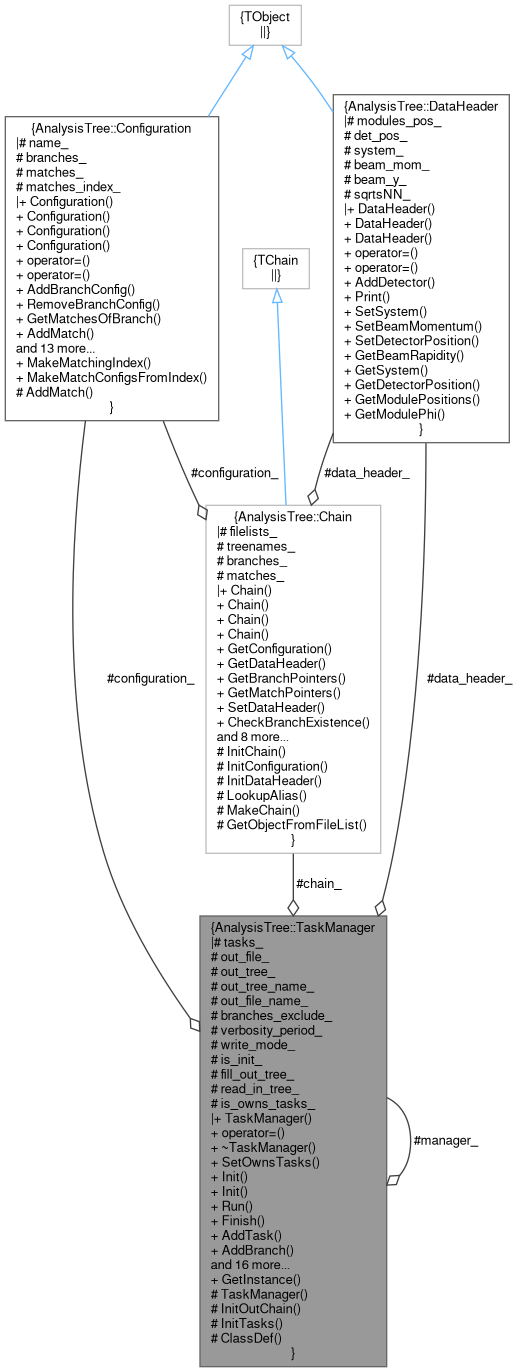 {TObject
||}
{AnalysisTree::Configuration
|# name_
# branches_
# matches_
# matches_index_
|+ Configuration()
+ Configuration()
+ Configuration()
+ Configuration()
+ operator=()
+ operator=()
+ AddBranchConfig()
+ RemoveBranchConfig()
+ GetMatchesOfBranch()
+ AddMatch()
and 13 more...
+ MakeMatchingIndex()
+ MakeMatchConfigsFromIndex()
# AddMatch()
}
{AnalysisTree::DataHeader
|# modules_pos_
# det_pos_
# system_
# beam_mom_
# beam_y_
# sqrtsNN_
|+ DataHeader()
+ DataHeader()
+ DataHeader()
+ operator=()
+ operator=()
+ AddDetector()
+ Print()
+ SetSystem()
+ SetBeamMomentum()
+ SetDetectorPosition()
+ GetBeamRapidity()
+ GetSystem()
+ GetDetectorPosition()
+ GetModulePositions()
+ GetModulePhi()
}
{TChain
||}
#configuration_
#data_header_
{AnalysisTree::Chain
|# filelists_
# treenames_
# branches_
# matches_
|+ Chain()
+ Chain()
+ Chain()
+ Chain()
+ GetConfiguration()
+ GetDataHeader()
+ GetBranchPointers()
+ GetMatchPointers()
+ SetDataHeader()
+ CheckBranchExistence()
and 8 more...
# InitChain()
# InitConfiguration()
# InitDataHeader()
# LookupAlias()
# MakeChain()
# GetObjectFromFileList()
}
#configuration_
#data_header_
#chain_
{AnalysisTree::TaskManager
|# tasks_
# out_file_
# out_tree_
# out_tree_name_
# out_file_name_
# branches_exclude_
# verbosity_period_
# write_mode_
# is_init_
# fill_out_tree_
# read_in_tree_
# is_owns_tasks_
|+ TaskManager()
+ operator=()
+ ~TaskManager()
+ SetOwnsTasks()
+ Init()
+ Init()
+ Run()
+ Finish()
+ AddTask()
+ AddBranch()
and 16 more...
+ GetInstance()
# TaskManager()
# InitOutChain()
# InitTasks()
# ClassDef()
}
#manager_